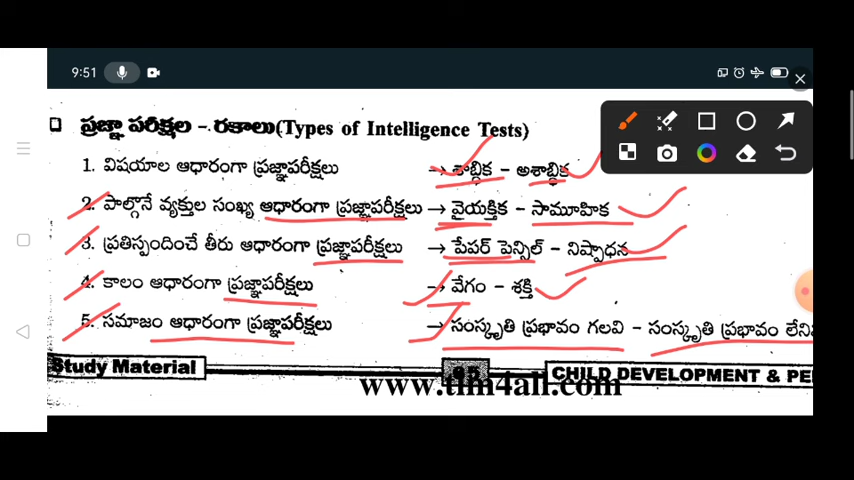 9:51
❑ ప్రజ్ఞా పరీక్షల - రకాలు(Types of Intelligence Tests)
1. విషయాల ఆధారంగా ప్రజ్ఞాపరీక్షలు → శాబ్దిక - అశాబ్దిక
2. పాల్గొనే వ్యక్తుల సంఖ్య ఆధారంగా ప్రజ్ఞాపరీక్షలు → వైయక్తిక - సామూహిక
3. ప్రతిస్పందించే తీరు ఆధారంగా ప్రజ్ఞాపరీక్షలు → పేపర్ పెన్సిల్ - నిష్పాధన
4. కాలం ఆధారంగా ప్రజ్ఞాపరీక్షలు → వేగం - శక్తి
5. సమాజం ఆధారంగా ప్రజ్ఞాపరీక్షలు → సంస్కృతి ప్రభావం గలవి - సంస్కృతి ప్రభావం లేని
Study Material CHILD DEVELOPMENT & PE
www.tlm4all.com